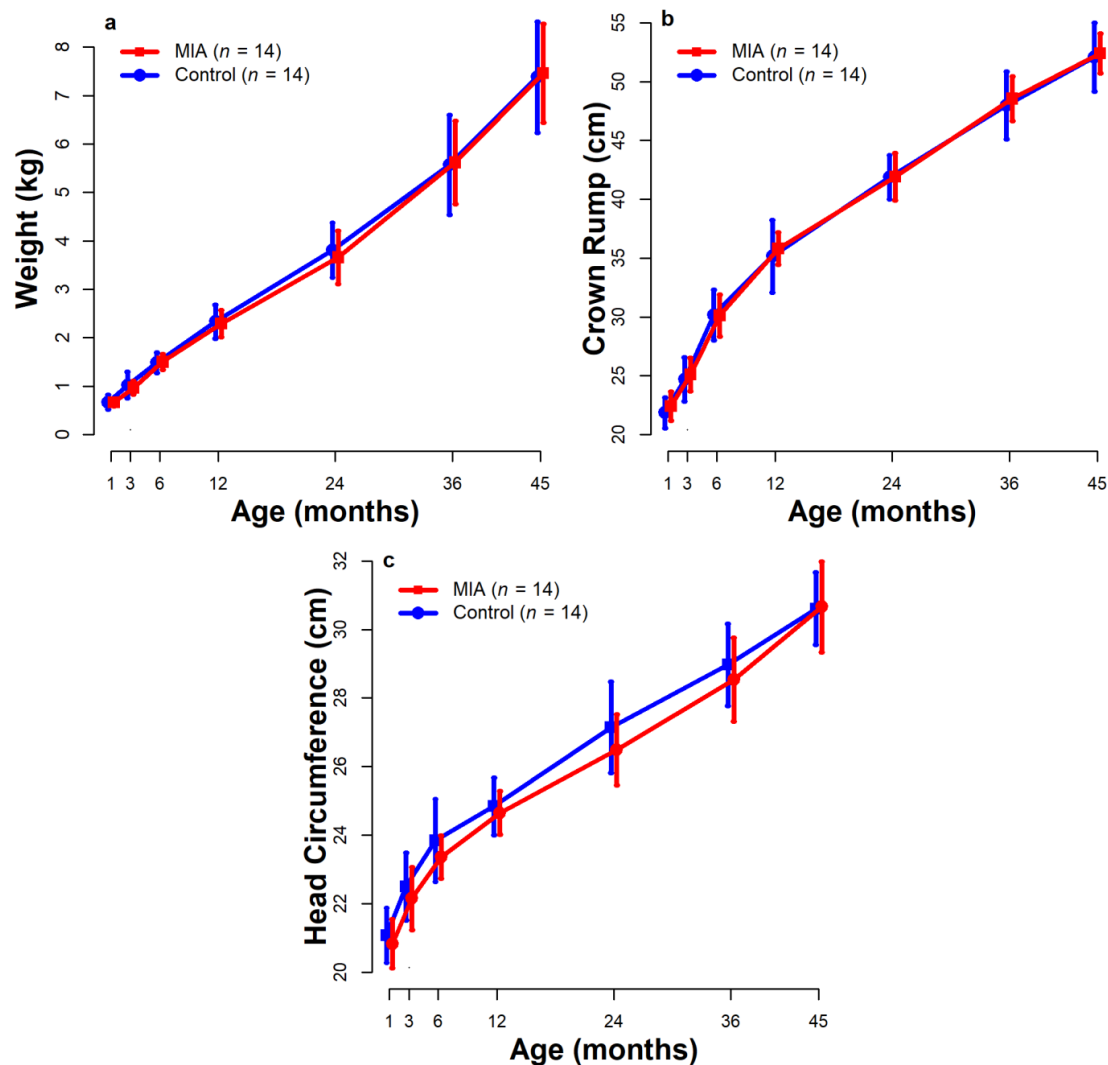 a
MIA (n = 14)
Control (n = 14)
Weight (kg)
0 1 2 3 4 5 6 7 8
1 3 6 12 24 36 45
Age (months)
b
MIA (n = 14)
Control (n = 14)
Crown Rump (cm)
20 25 30 35 40 45 50 55
1 3 6 12 24 36 45
Age (months)
c
MIA (n = 14)
Control (n = 14)
Head Circumference (cm)
20 22 24 26 28 30 32
1 3 6 12 24 36 45
Age (months)